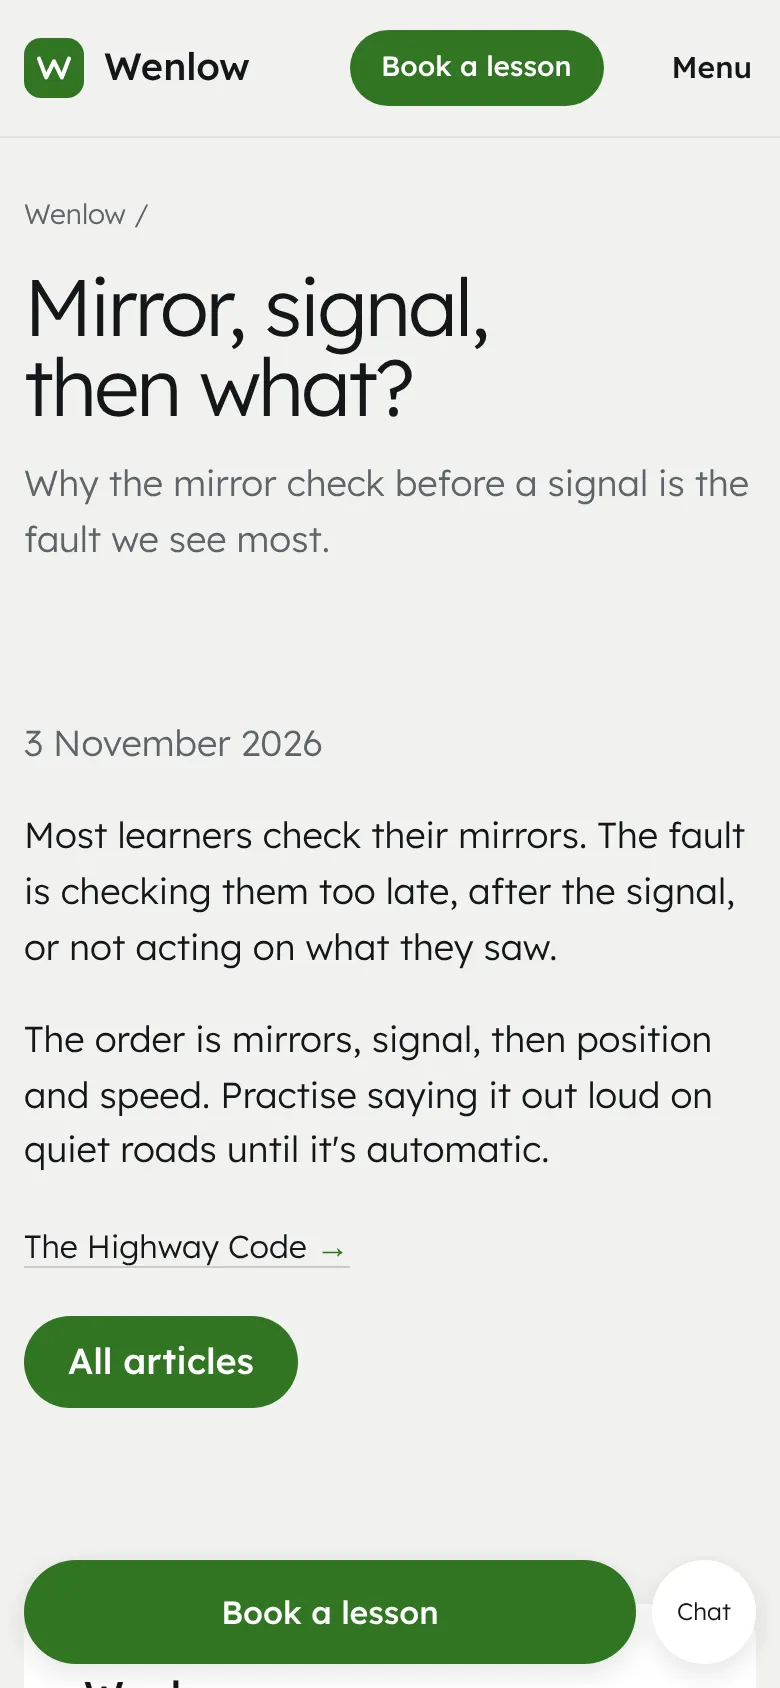 W Wenlow
Book a lesson
Menu
Wenlow /
Mirror, signal,
then what?
Why the mirror check before a signal is the
fault we see most.
3 November 2026
Most learners check their mirrors. The fault
is checking them too late, after the signal,
or not acting on what they saw.
The order is mirrors, signal, then position
and speed. Practise saying it out loud on
quiet roads until it's automatic.
The Highway Code →
All articles
Book a lesson
Chat